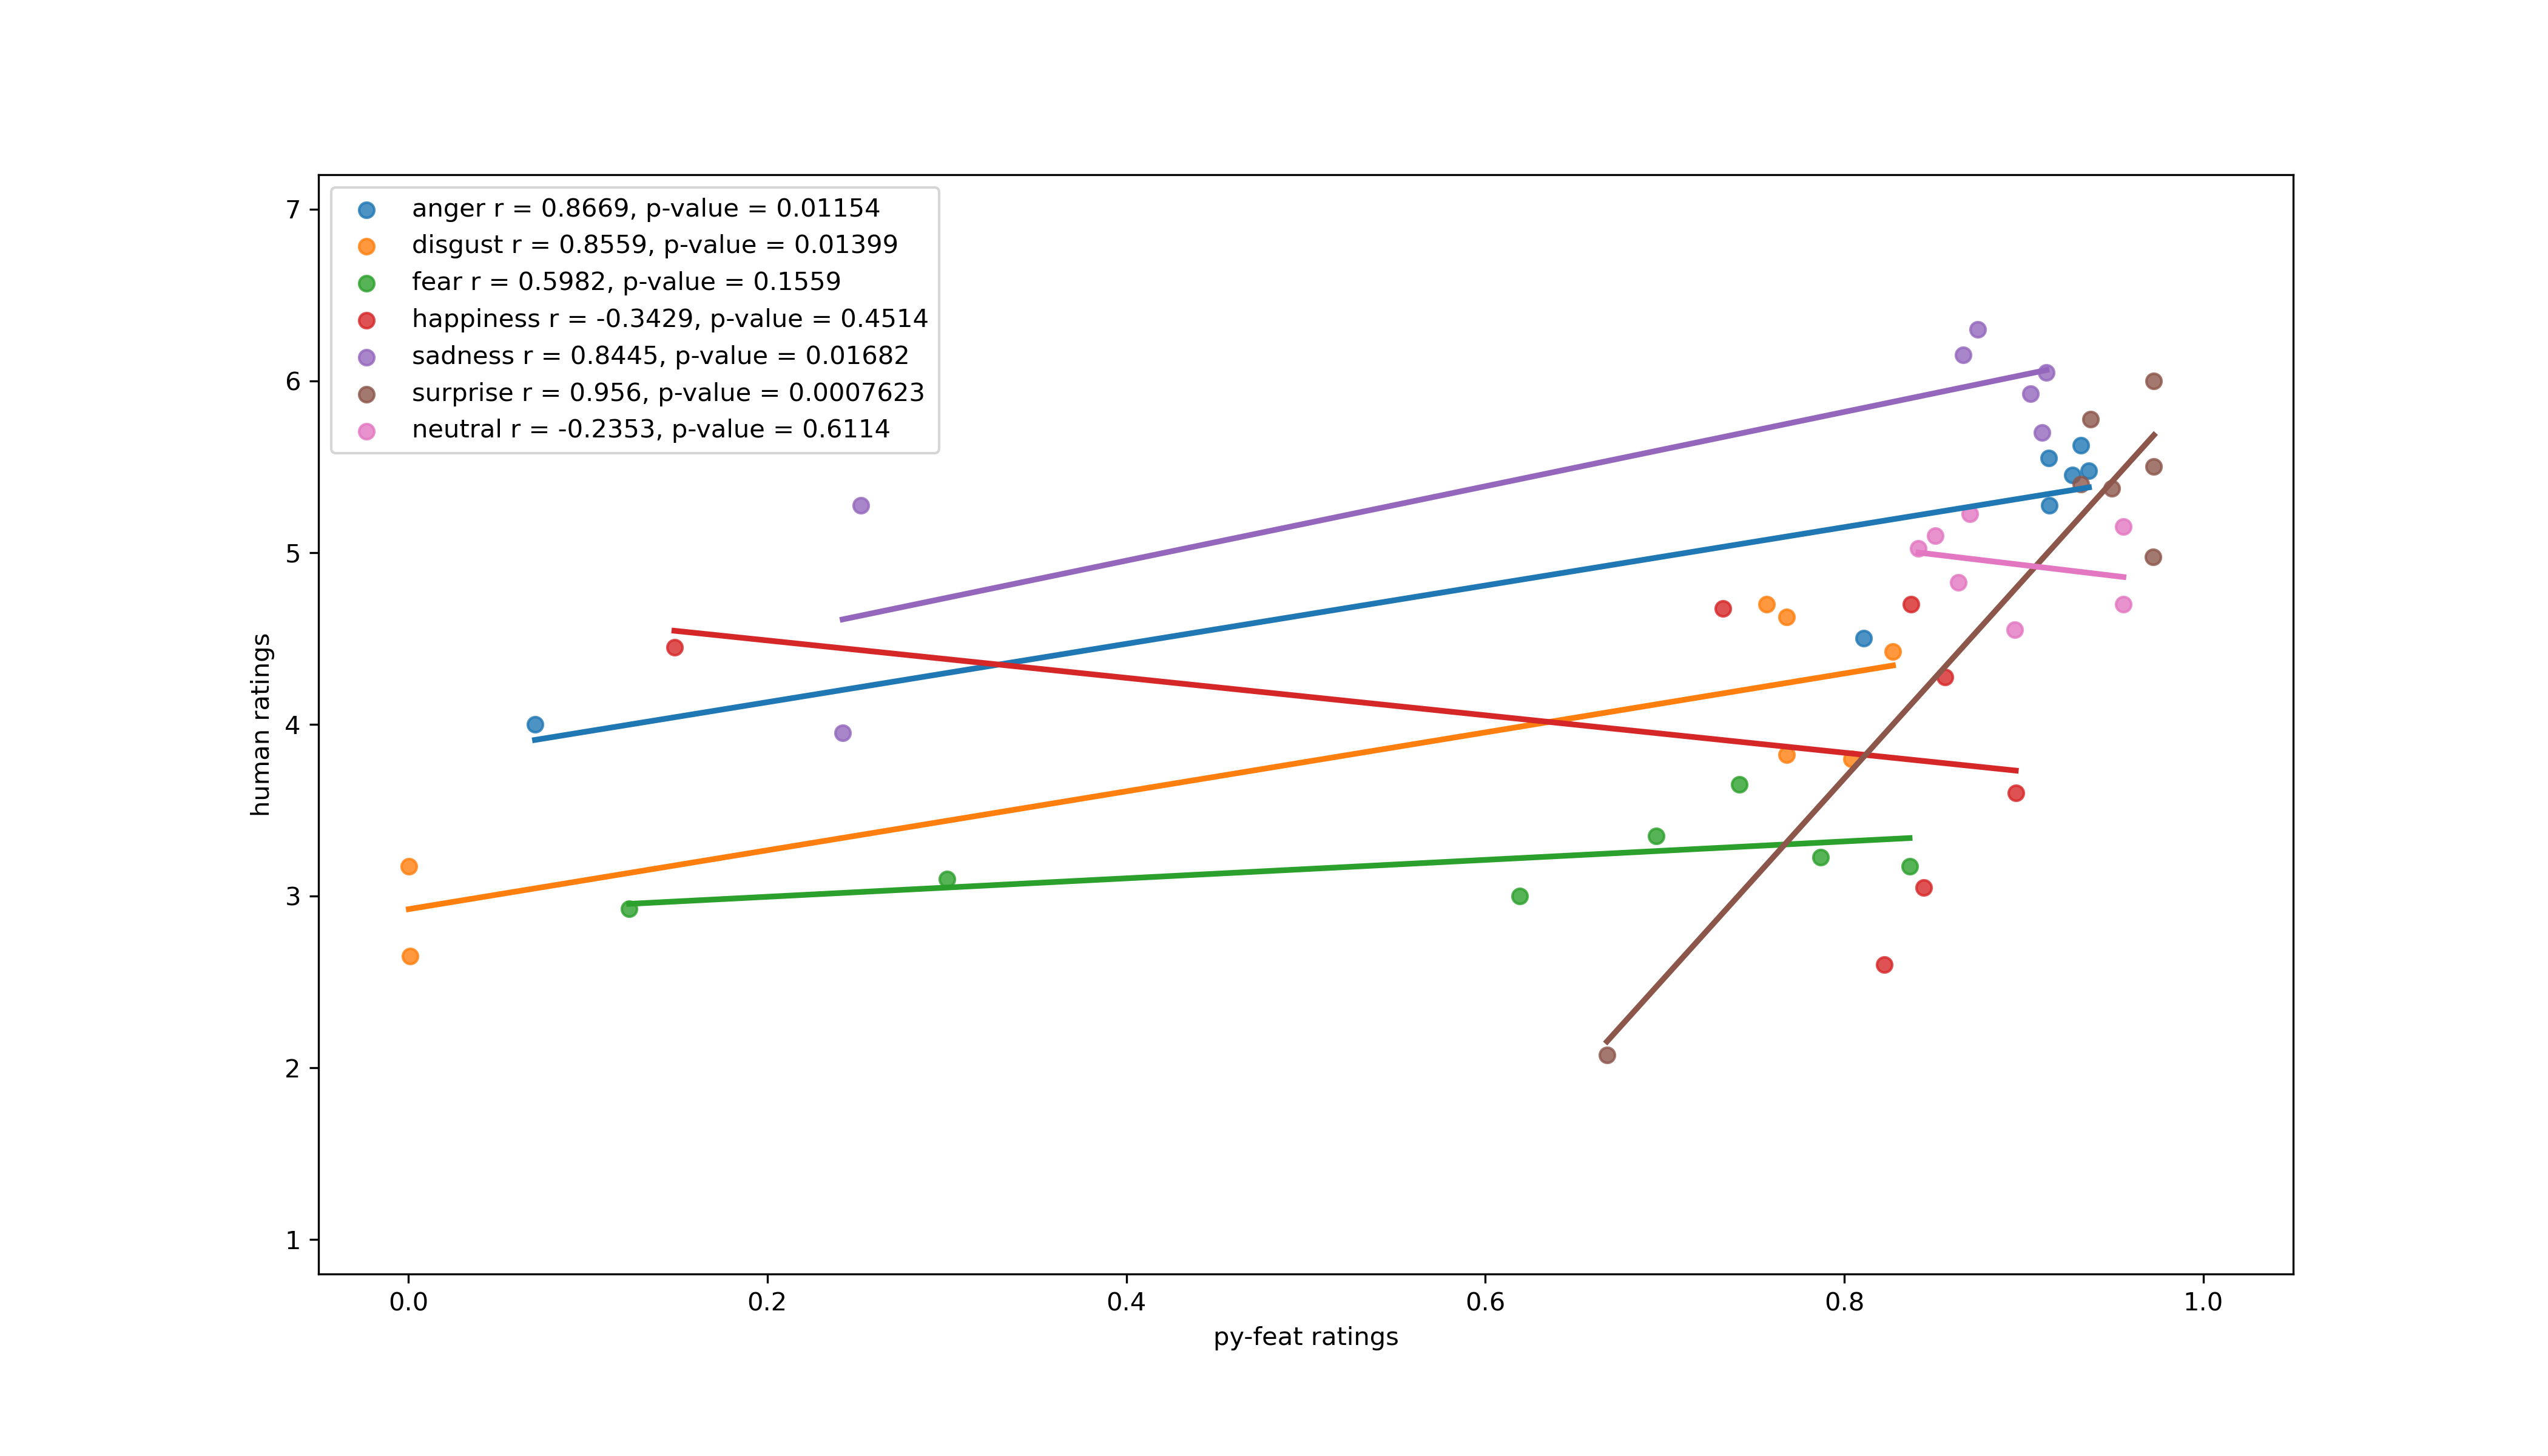 anger r = 0.8669, p-value = 0.01154
disgust r = 0.8559, p-value = 0.01399
fear r = 0.5982, p-value = 0.1559
happiness r = -0.3429, p-value = 0.4514
sadness r = 0.8445, p-value = 0.01682
surprise r = 0.956, p-value = 0.0007623
neutral r = -0.2353, p-value = 0.6114
7
6
5
4
3
2
1
human ratings
0.0 0.2 0.4 0.6 0.8 1.0
py-feat ratings